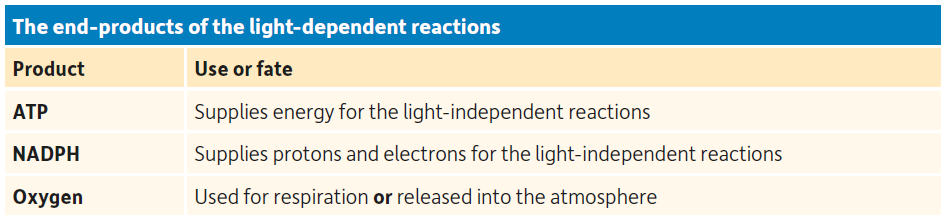 The end-products of the light-dependent reactions
Product Use or fate
ATP Supplies energy for the light-independent reactions
NADPH Supplies protons and electrons for the light-independent reactions
Oxygen Used for respiration or released into the atmosphere